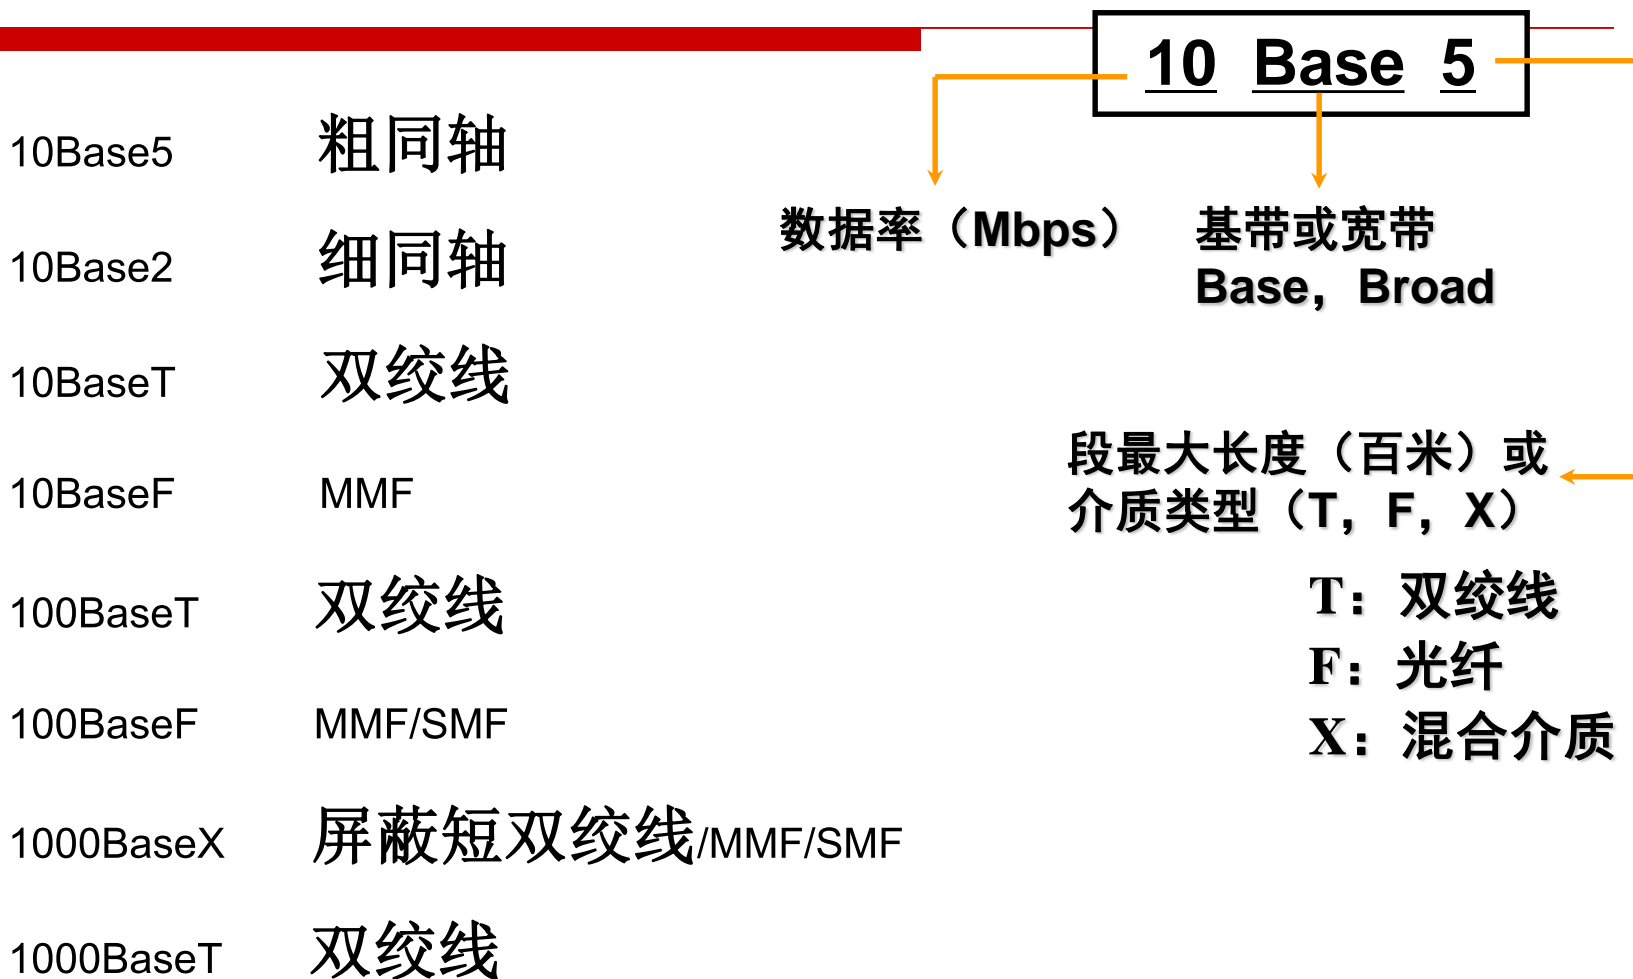 10 Base 5
10Base5 粗同轴
数据率（Mbps） 基带或宽带
Base，Broad
10Base2 细同轴
10BaseT 双绞线
段最大长度（百米）或
介质类型（T，F，X）
10BaseF MMF
T：双绞线
100BaseT 双绞线
F：光纤
100BaseF MMF/SMF
X：混合介质
1000BaseX 屏蔽短双绞线/MMF/SMF
1000BaseT 双绞线